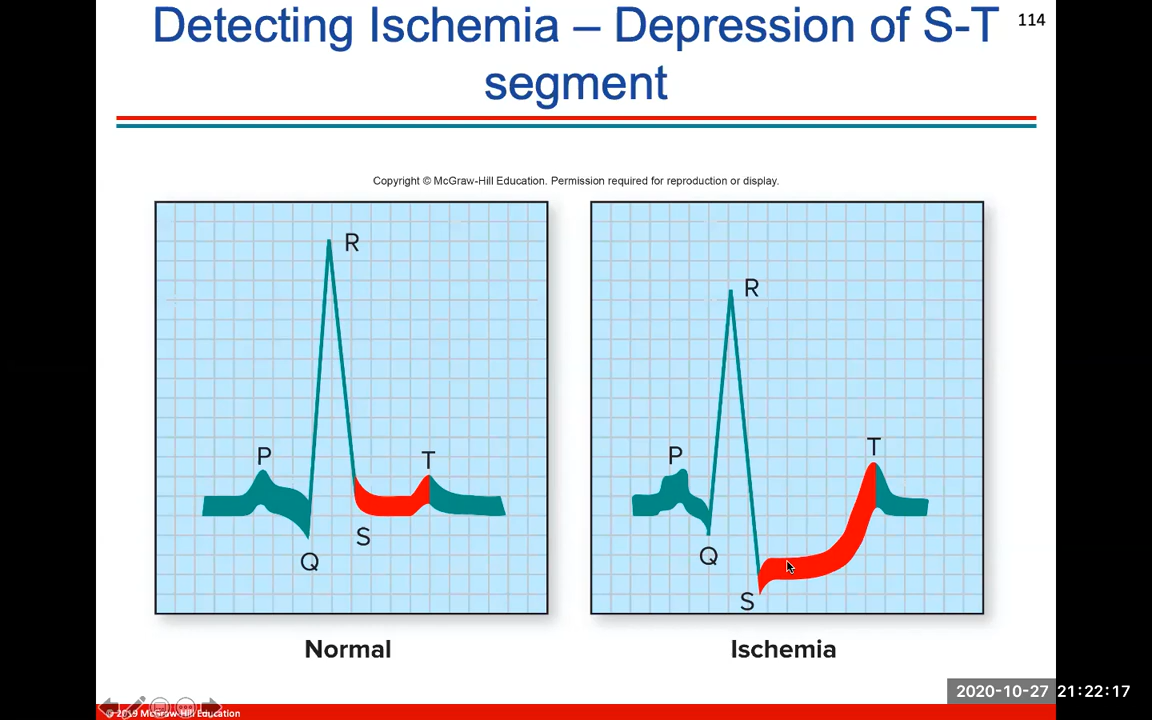 Detecting Ischemia – Depression of S-T
segment
114
Copyright © McGraw-Hill Education. Permission required for reproduction or display.
R
P
T
S
Q
Normal
R
P
T
Q
S
Ischemia
2020-10-27 21:22:17
© 2019 McGraw-Hill Education